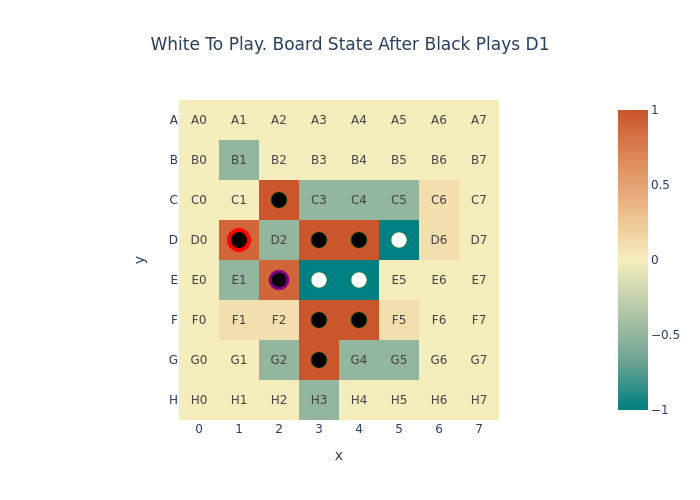 White To Play. Board State After Black Plays D1
A A0 A1 A2 A3 A4 A5 A6 A7
B B0 B1 B2 B3 B4 B5 B6 B7
C C0 C1 C3 C4 C5 C6 C7
D D0 D2 D6 D7
E E0 E1 E5 E6 E7
F F0 F1 F2 F5 F6 F7
G G0 G1 G2 G4 G5 G6 G7
H H0 H1 H2 H3 H4 H5 H6 H7
0 1 2 3 4 5 6 7
x
y
1
0.5
0
−0.5
−1